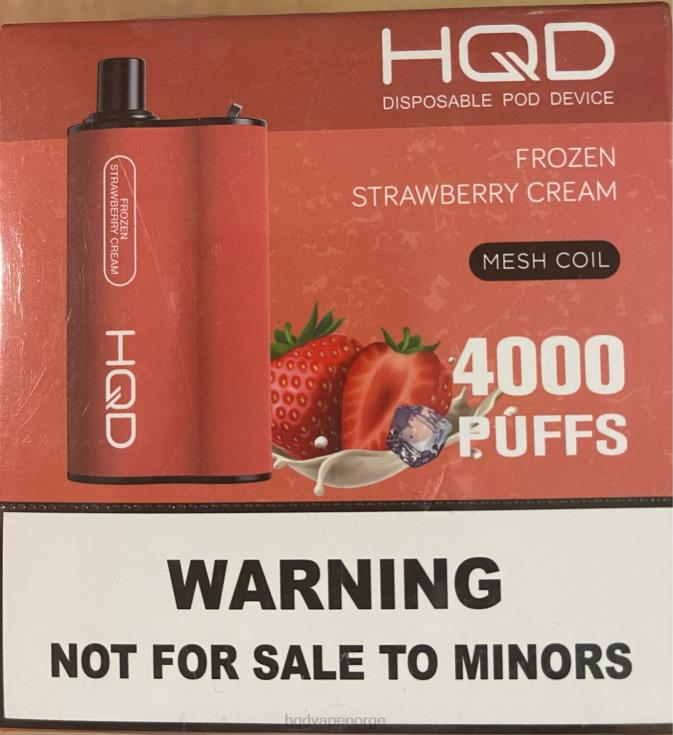 HQD
DISPOSABLE POD DEVICE
FROZEN
STRAWBERRY CREAM
MESH COIL
4000
PUFFS
FROZEN
STRAWBERRY CREAM
HQD
WARNING
NOT FOR SALE TO MINORS
hqdvapenorge